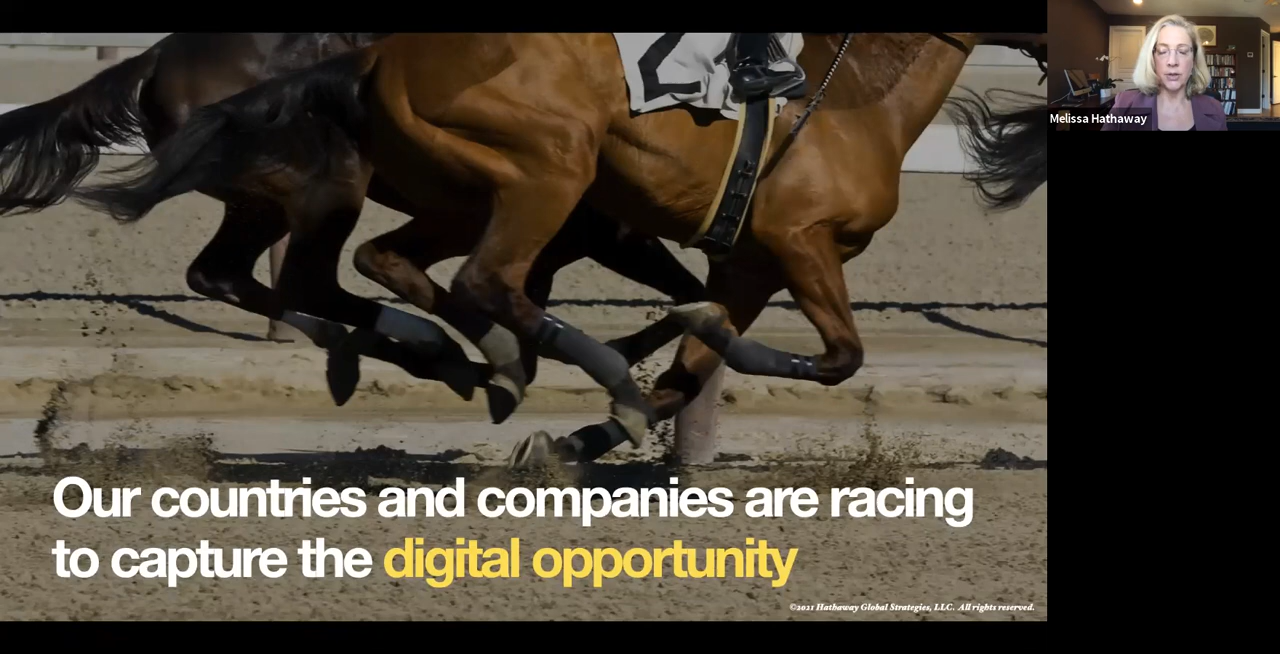 2
Melissa Hathaway
Our countries and companies are racing
to capture the digital opportunity
©2021 Hathaway Global Strategies, LLC. All rights reserved.